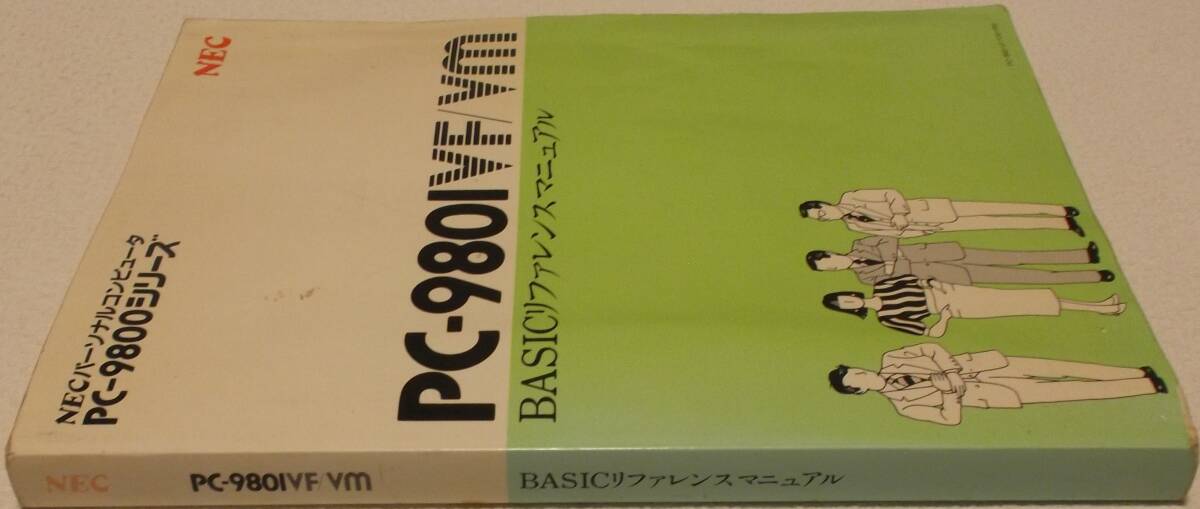 NECパーソナルコンピュータ
PC-9800シリーズ
NEC
PC-9801VF/VM
BASICリファレンスマニュアル
NEC
PC-9801VF/VM
BASICリファレンスマニュアル